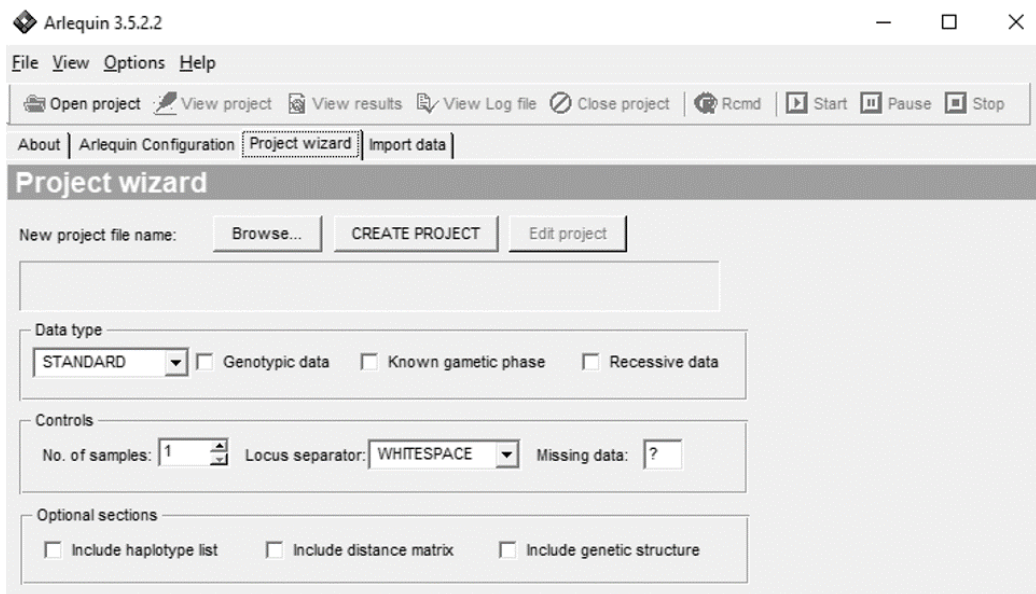 Arlequin 3.5.2.2
File View Options Help
Open project View project View results View Log file Close project Rcmd Start Pause Stop
About Arlequin Configuration Project wizard Import data
Project wizard
New project file name: Browse... CREATE PROJECT Edit project
Data type
STANDARD Genotypic data Known gametic phase Recessive data
Controls
No. of samples: 1 Locus separator: WHITESPACE Missing data: ?
Optional sections
Include haplotype list Include distance matrix Include genetic structure